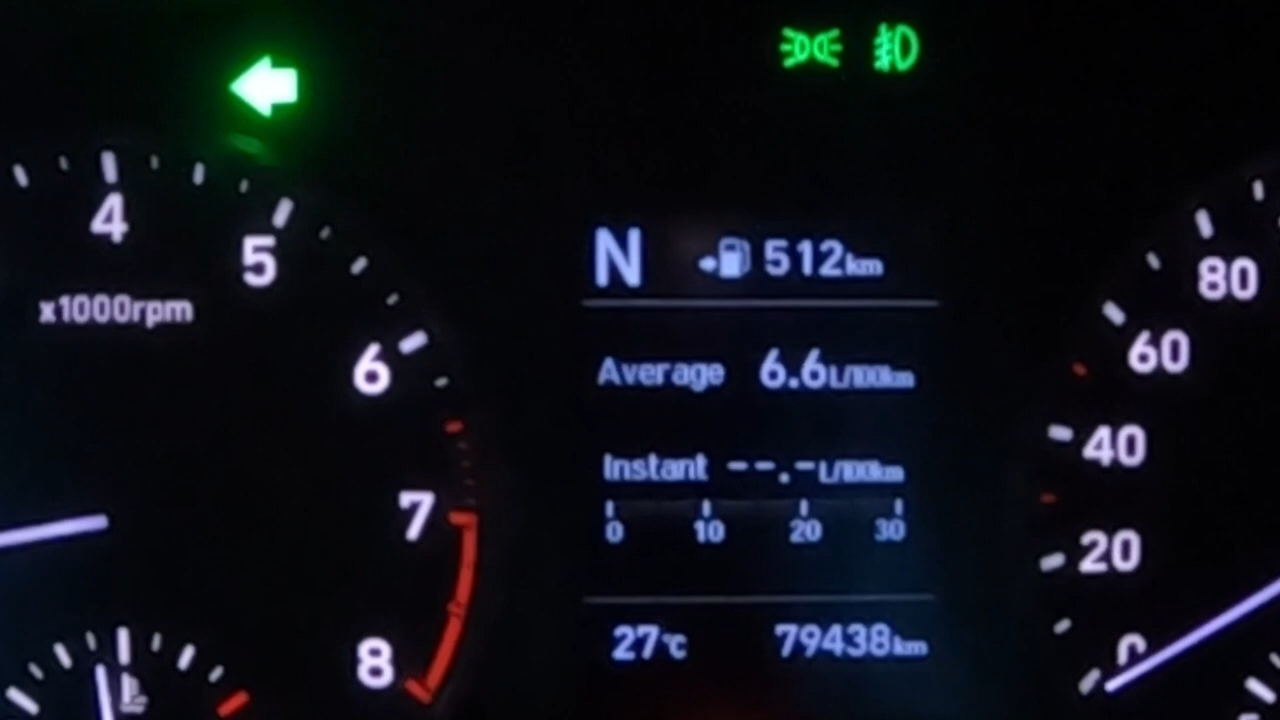 4
5
x1000rpm
6
7
8
N 512km
Average 6.6L/100km
Instant --.-L/100km
0 10 20 30
27℃ 79438km
80
60
40
20
0